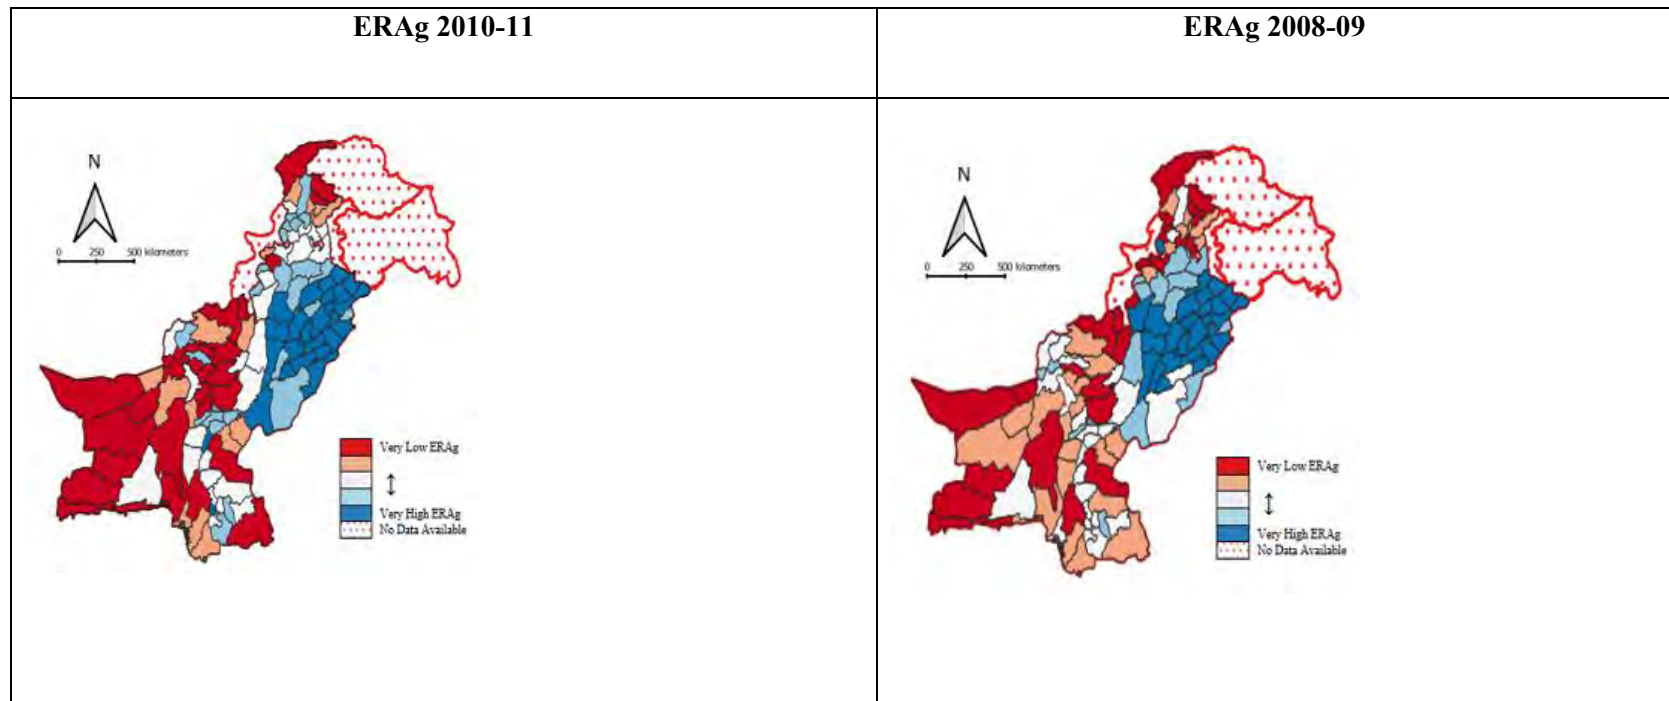 ERAg 2010-11
ERAg 2008-09
N
0 250 500 kilometers
Very Low ERAg
↕
Very High ERAg
No Data Available
N
0 250 500 kilometers
Very Low ERAg
↕
Very High ERAg
No Data Available